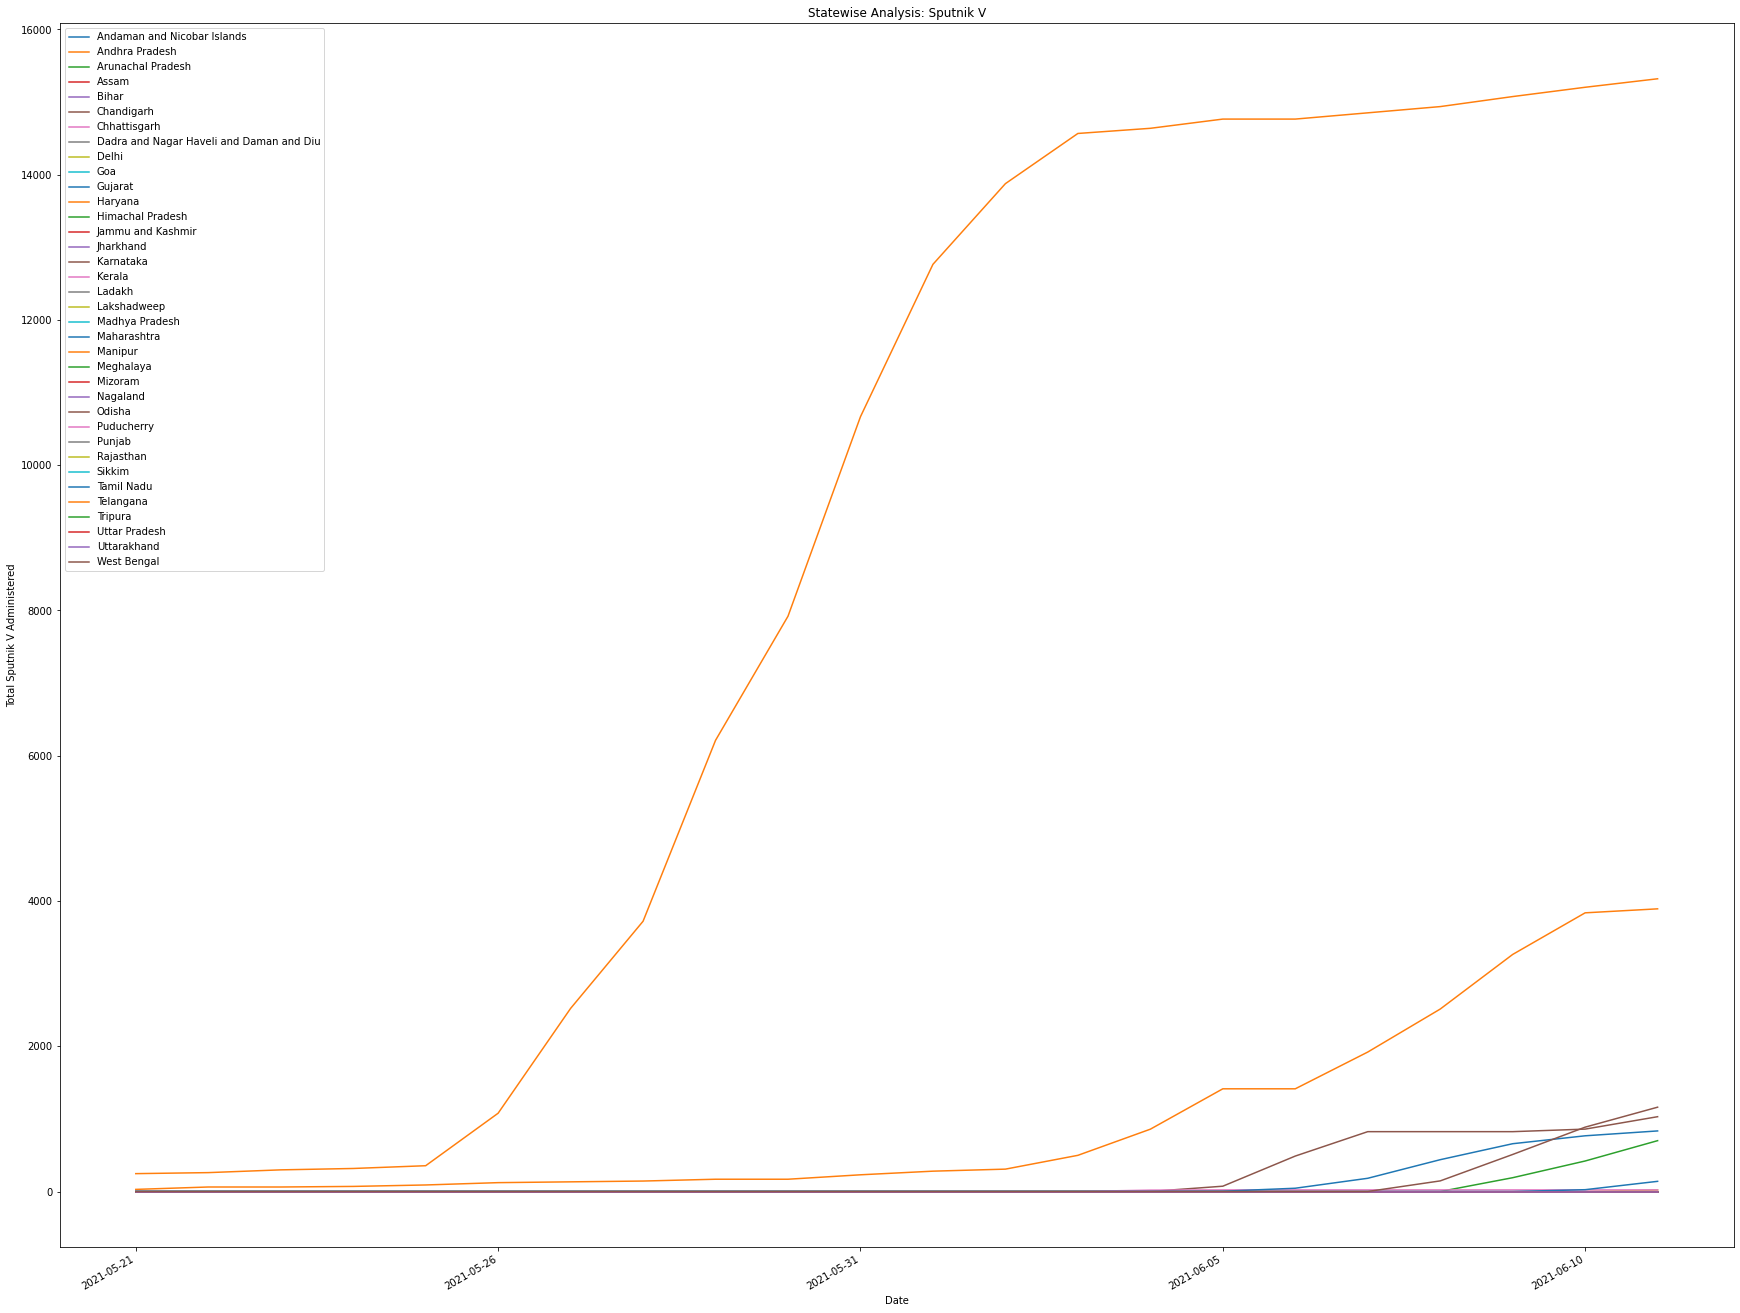 Statewise Analysis: Sputnik V
16000
14000
12000
10000
8000
6000
4000
2000
0
Total Sputnik V Administered
Andaman and Nicobar Islands
Andhra Pradesh
Arunachal Pradesh
Assam
Bihar
Chandigarh
Chhattisgarh
Dadra and Nagar Haveli and Daman and Diu
Delhi
Goa
Gujarat
Haryana
Himachal Pradesh
Jammu and Kashmir
Jharkhand
Karnataka
Kerala
Ladakh
Lakshadweep
Madhya Pradesh
Maharashtra
Manipur
Meghalaya
Mizoram
Nagaland
Odisha
Puducherry
Punjab
Rajasthan
Sikkim
Tamil Nadu
Telangana
Tripura
Uttar Pradesh
Uttarakhand
West Bengal
2021-05-21
2021-05-26
2021-05-31
2021-06-05
2021-06-10
Date